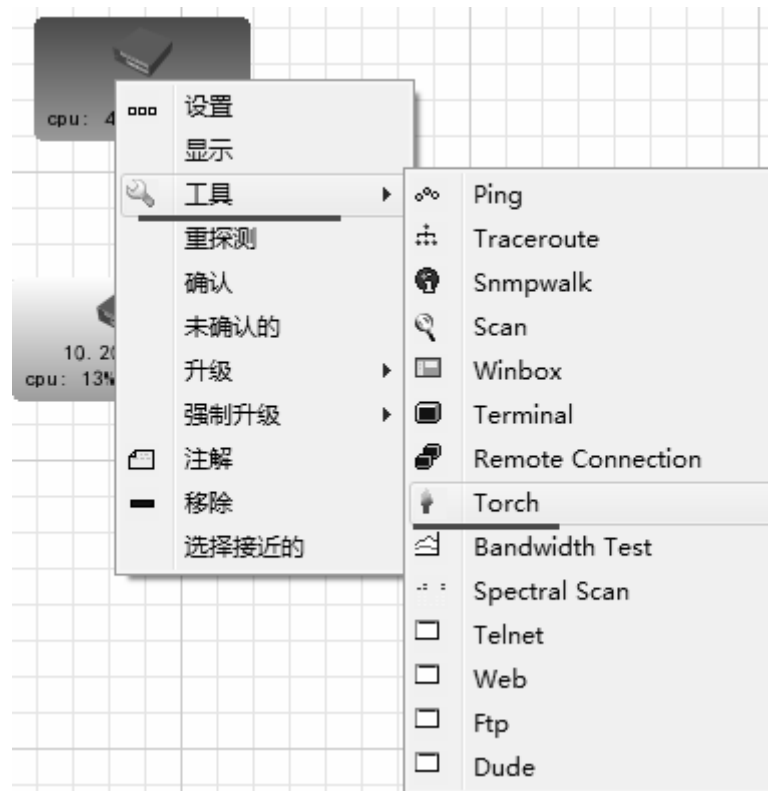 cpu: 4
10. 20
cpu: 13%
设置
显示
工具
重探测
确认
未确认的
升级
强制升级
注解
移除
选择接近的
Ping
Traceroute
Snmpwalk
Scan
Winbox
Terminal
Remote Connection
Torch
Bandwidth Test
Spectral Scan
Telnet
Web
Ftp
Dude